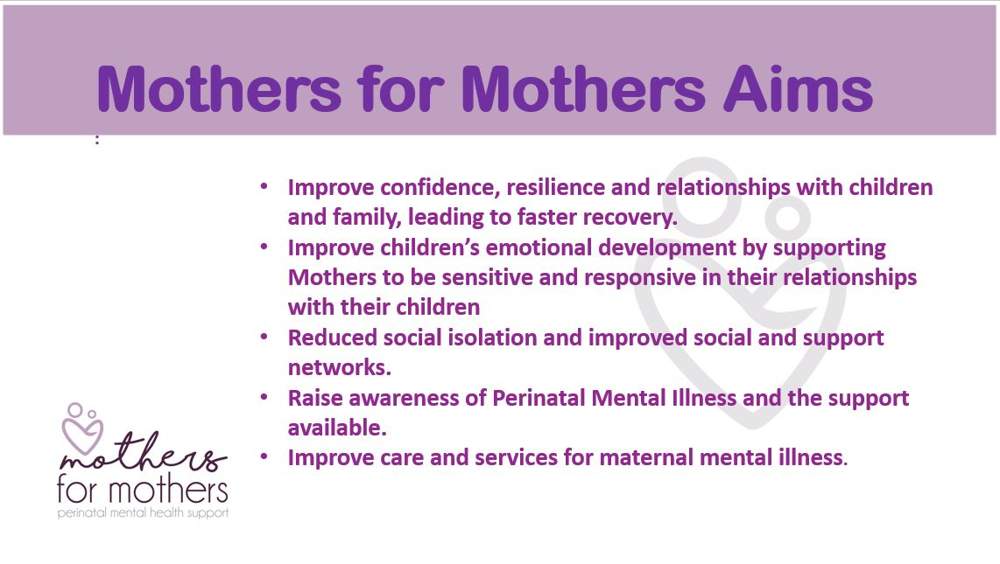 Mothers for Mothers Aims
:
• Improve confidence, resilience and relationships with children
and family, leading to faster recovery.
• Improve children’s emotional development by supporting
Mothers to be sensitive and responsive in their relationships
with their children
• Reduced social isolation and improved social and support
networks.
• Raise awareness of Perinatal Mental Illness and the support
available.
• Improve care and services for maternal mental illness.
mothers
for mothers
perinatal mental health support